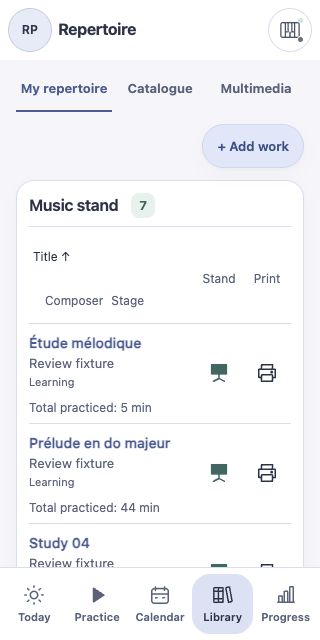 RP Repertoire
My repertoire Catalogue Multimedia
+ Add work
Music stand 7
Title ↑
Stand Print
Composer Stage
Étude mélodique
Review fixture
Learning
Total practiced: 5 min
Prélude en do majeur
Review fixture
Learning
Total practiced: 44 min
Study 04
Review fixture
Today Practice Calendar Library Progress